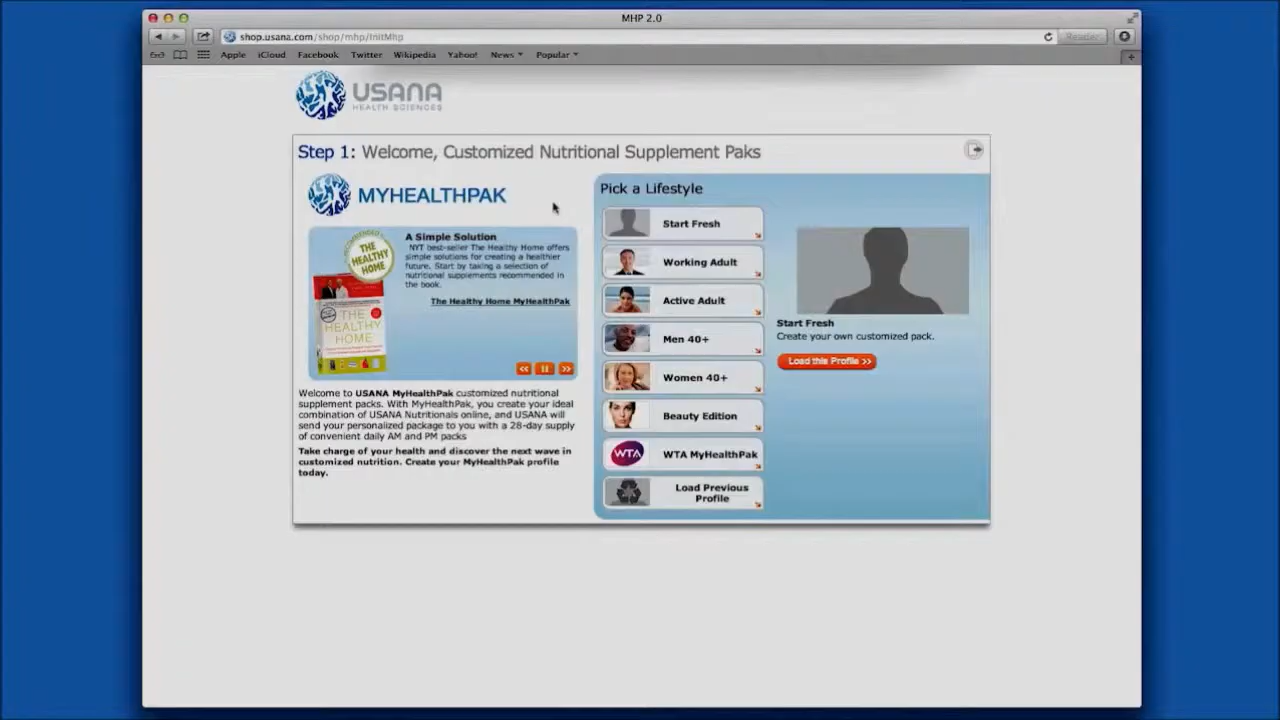 MHP 2.0
shop.usana.com/shop/mhp/InitMhp
Reader
Apple iCloud Facebook Twitter Wikipedia Yahoo! News Popular
USANA
HEALTH SCIENCES
Step 1: Welcome, Customized Nutritional Supplement Paks
MYHEALTHPAK
RECOMMENDED IN
THE
HEALTHY
HOME
THE
HEALTHY
HOME
A Simple Solution
NYT best-seller The Healthy Home offers
simple solutions for creating a healthier
future. Start by taking a selection of
nutritional supplements recommended in
the book.
The Healthy Home MyHealthPak
Welcome to USANA MyHealthPak customized nutritional
supplement packs. With MyHealthPak, you create your ideal
combination of USANA Nutritionals online, and USANA will
send your personalized package to you with a 28-day supply
of convenient daily AM and PM packs
Take charge of your health and discover the next wave in
customized nutrition. Create your MyHealthPak profile
today.
Pick a Lifestyle
Start Fresh
Working Adult
Active Adult
Men 40+
Women 40+
Beauty Edition
WTA
WTA MyHealthPak
Load Previous
Profile
Start Fresh
Create your own customized pack.
Load this Profile >>